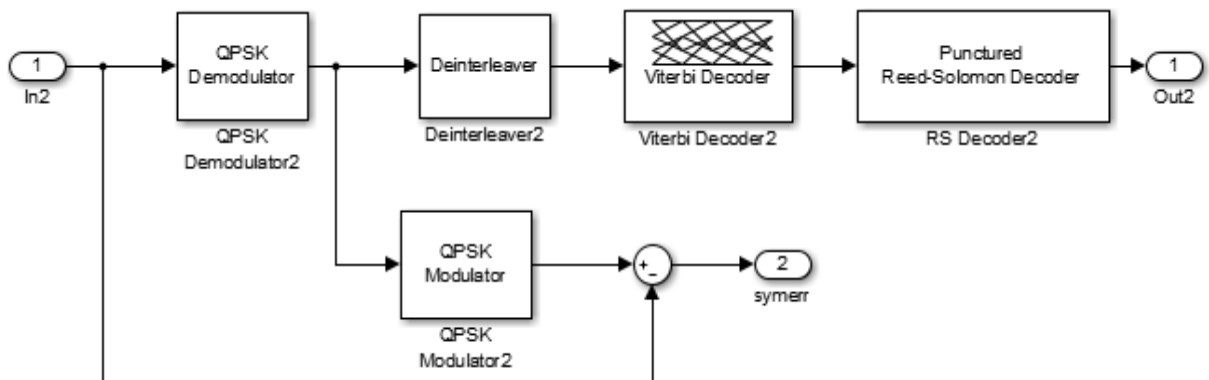 1
In2
QPSK
Demodulator
QPSK
Demodulator2
Deinterleaver
Deinterleaver2
Viterbi Decoder
Viterbi Decoder2
Punctured
Reed-Solomon Decoder
RS Decoder2
1
Out2
QPSK
Modulator
QPSK
Modulator2
+
-
2
symerr